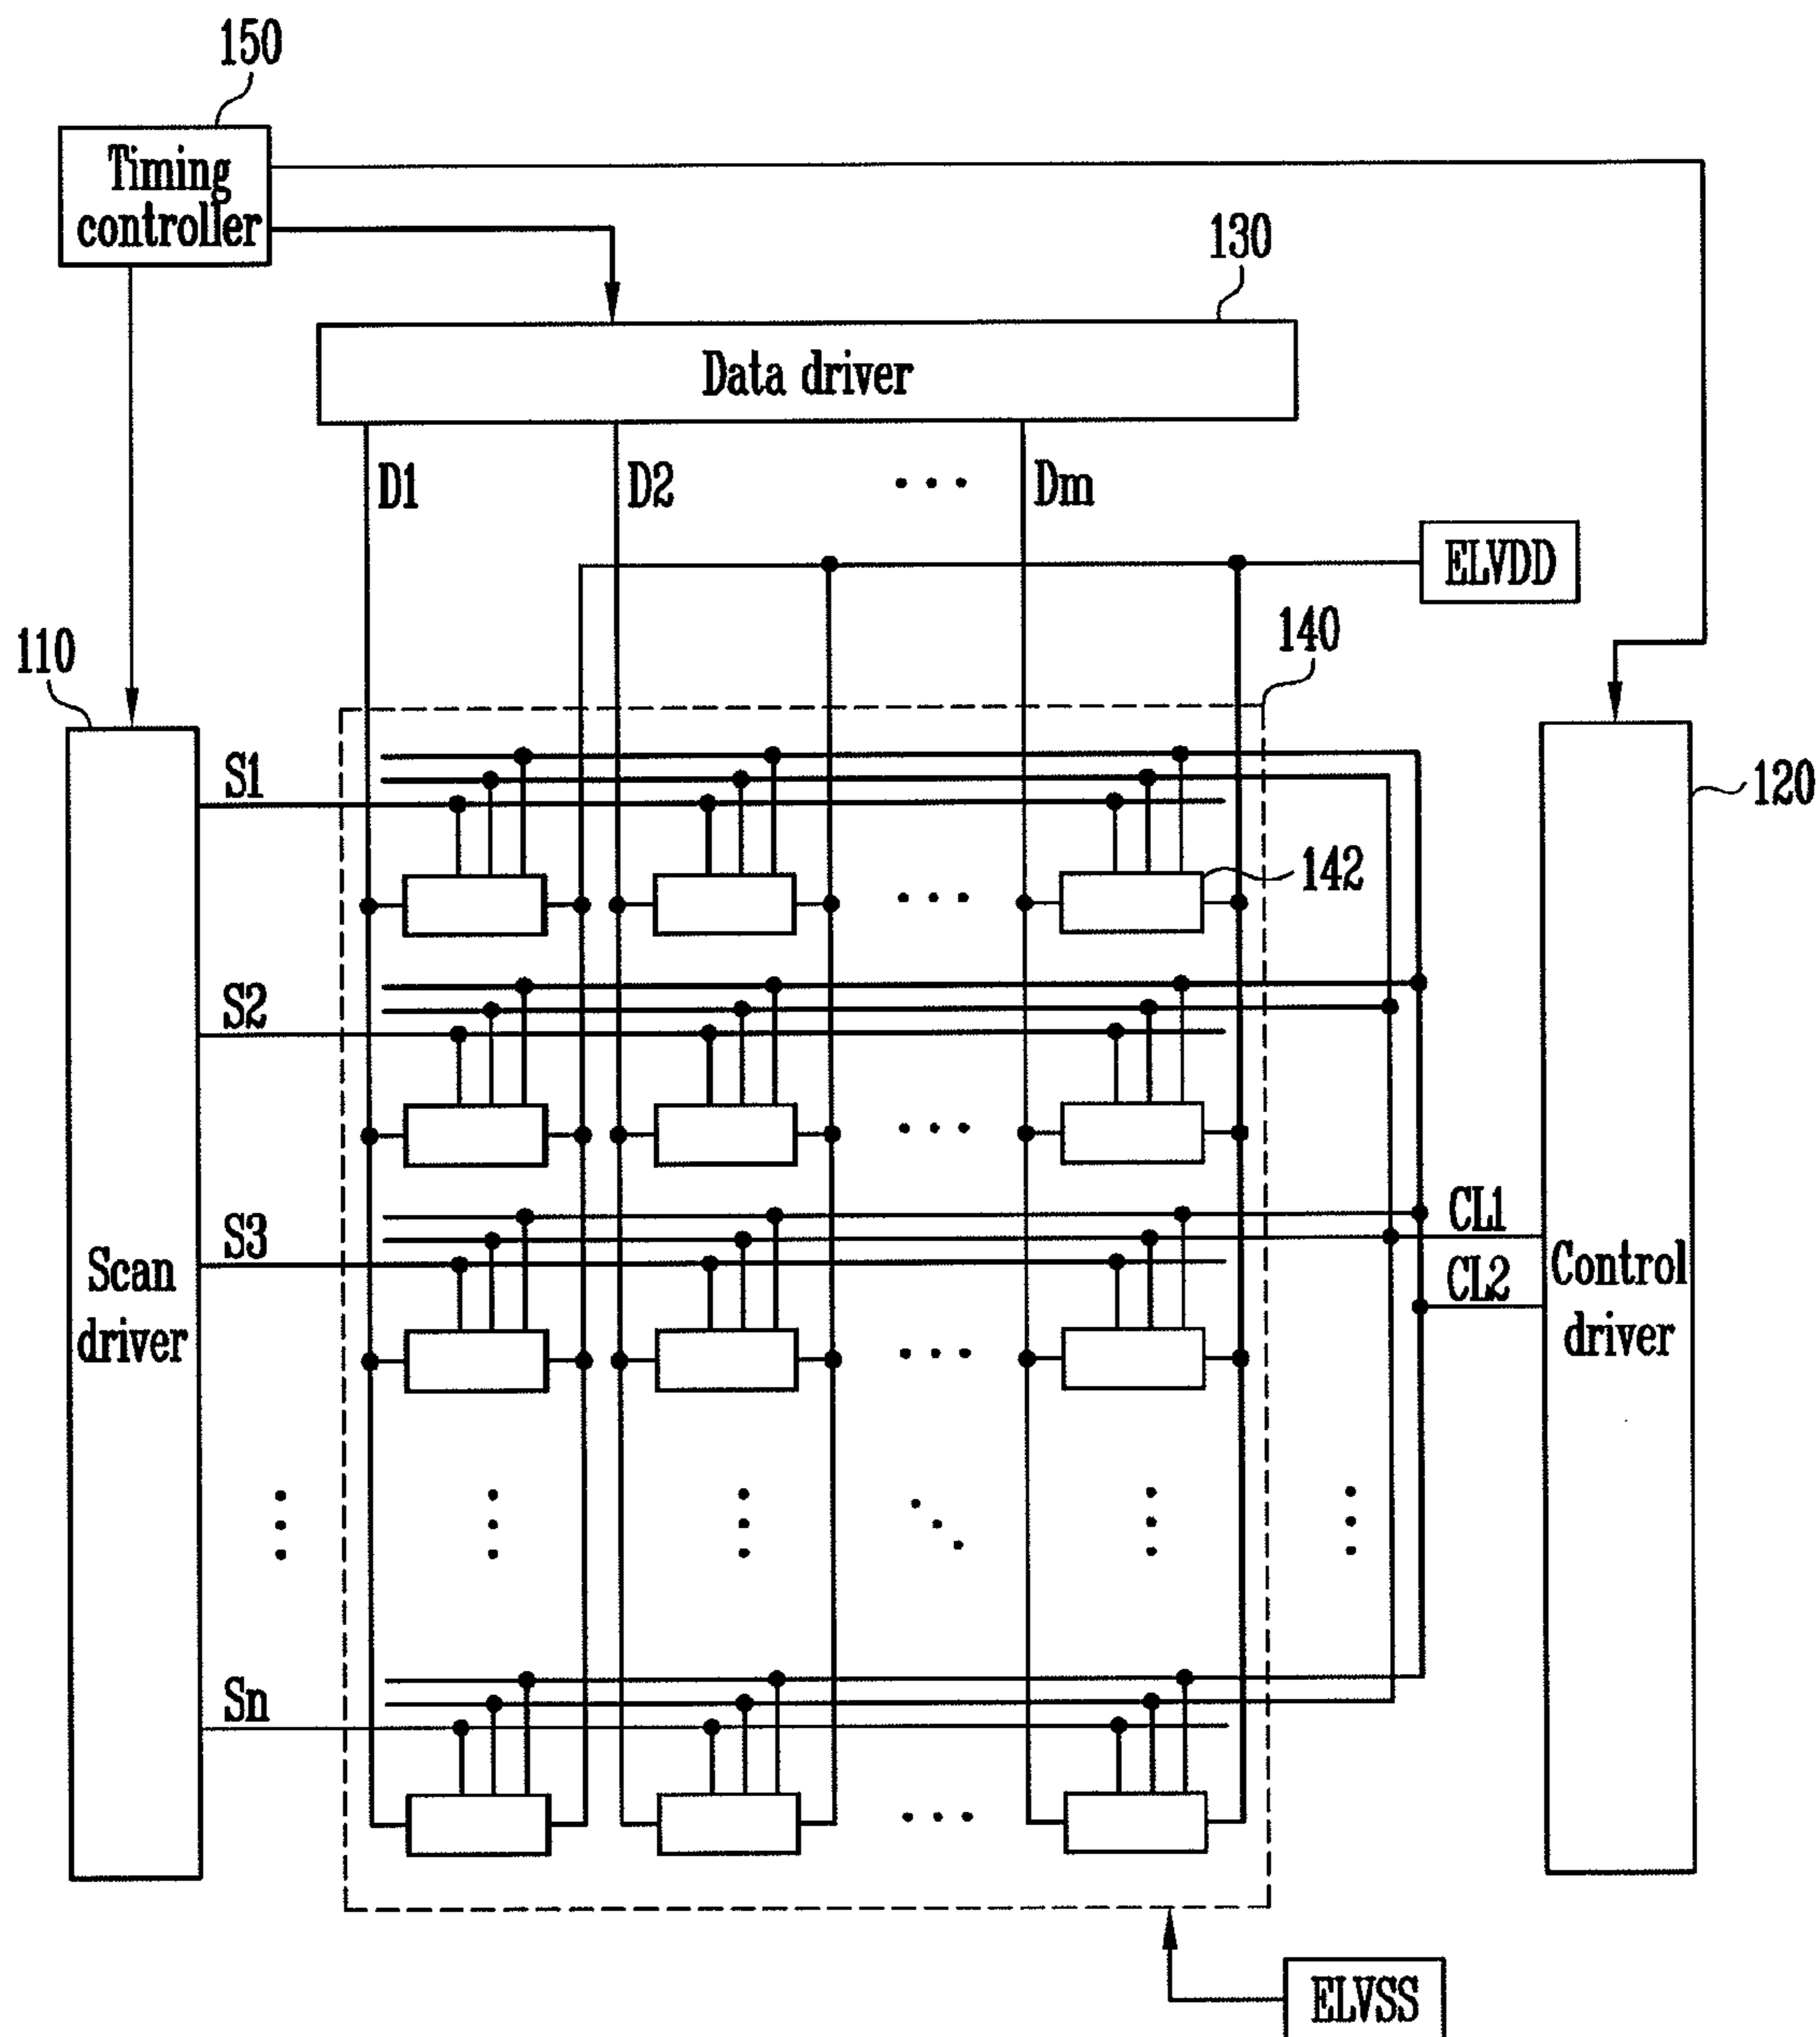 150
Timing
controller
130
Data driver
D1
D2
. . .
Dm
ELVDD
140
110
S1
120
142
S2
S3
CL1
CL2
Scan
driver
Control
driver
Sn
ELVSS